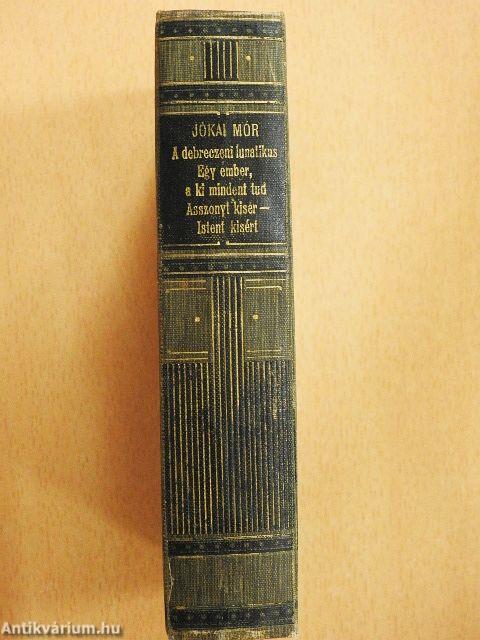 JÓKAI MÓR
A debreczeni lunatikus
Egy ember,
a ki mindent tud
Asszonyt kisér —
Istent kisért
Antikvárium.hu